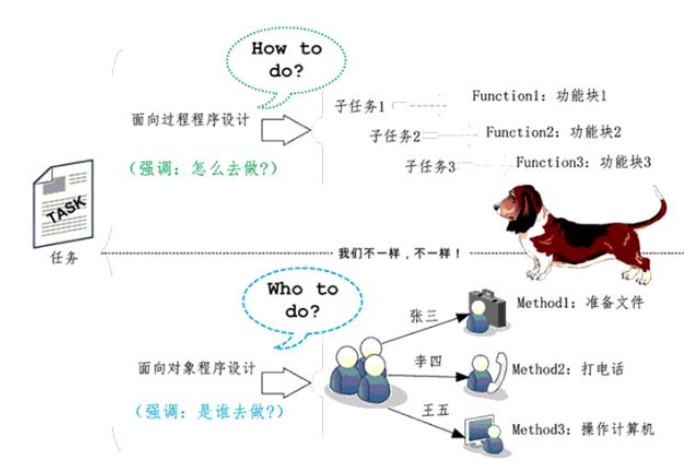 How to
do?
面向过程程序设计
(强调：怎么去做?)
子任务1
Function1：功能块1
子任务2
Function2：功能块2
子任务3
Function3：功能块3
TASK
任务
我们不一样，不一样！
Who to
do?
面向对象程序设计
(强调：是谁去做?)
张三
Method1：准备文件
李四
Method2：打电话
王五
Method3：操作计算机